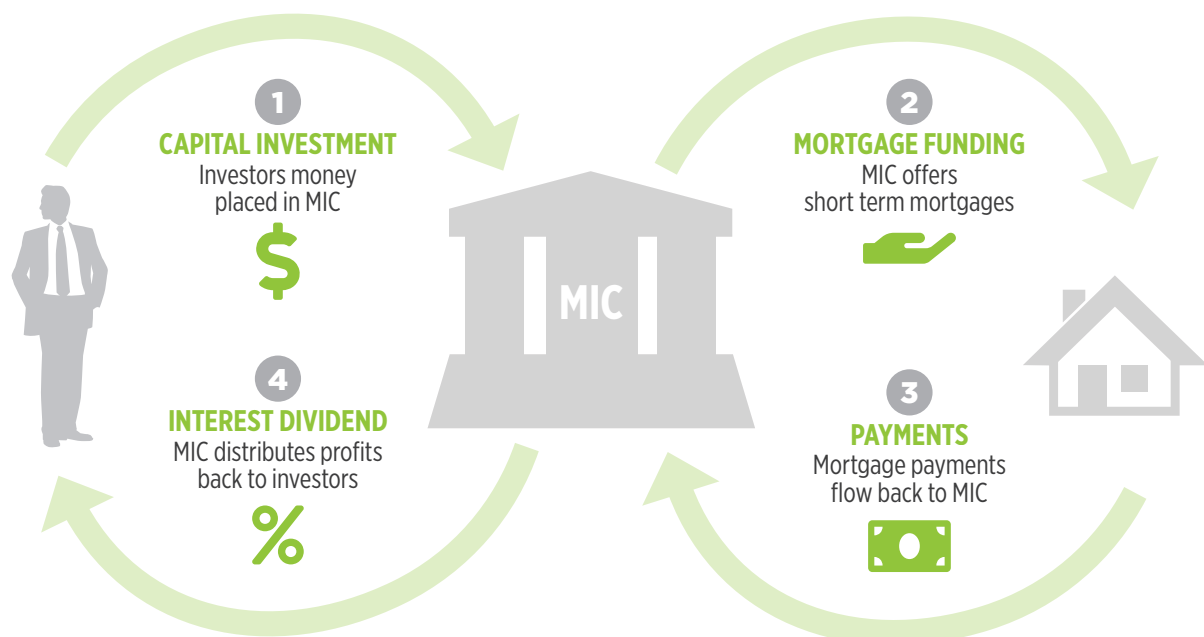 1
CAPITAL INVESTMENT
Investors money
placed in MIC
$
2
MORTGAGE FUNDING
MIC offers
short term mortgages
MIC
3
PAYMENTS
Mortgage payments
flow back to MIC
4
INTEREST DIVIDEND
MIC distributes profits
back to investors
%